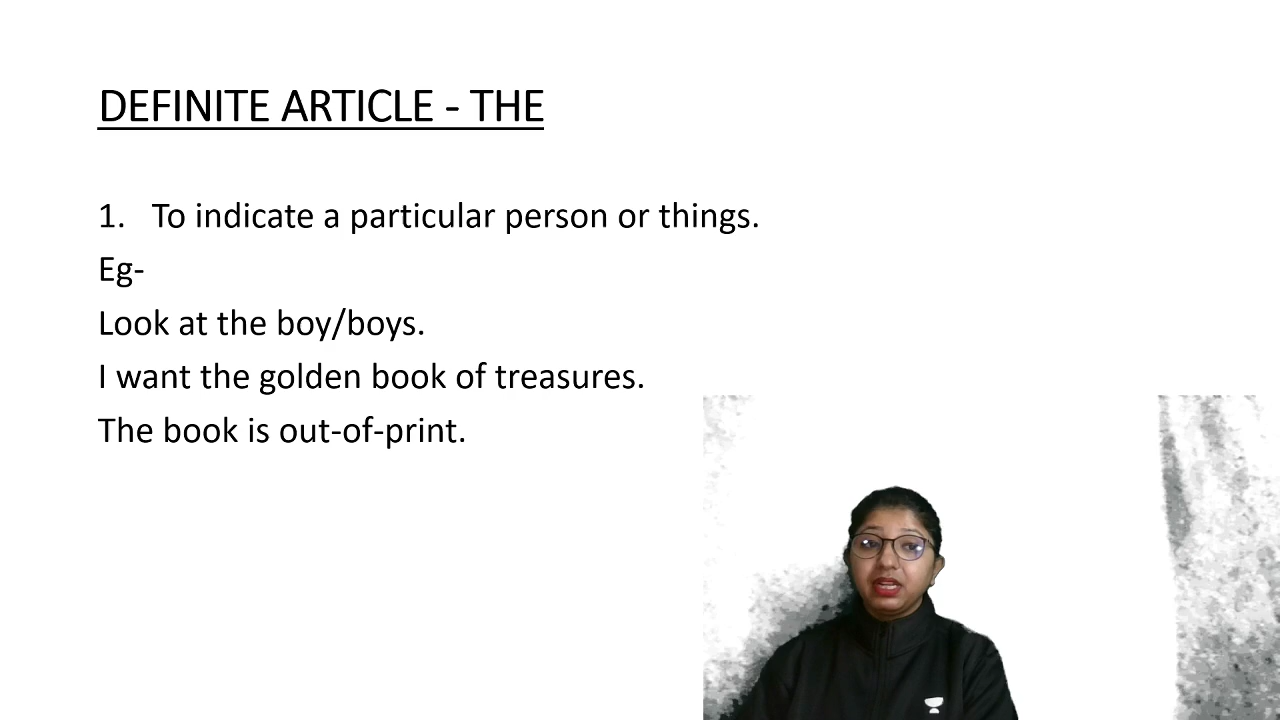 DEFINITE ARTICLE - THE
1. To indicate a particular person or things.
Eg-
Look at the boy/boys.
I want the golden book of treasures.
The book is out-of-print.